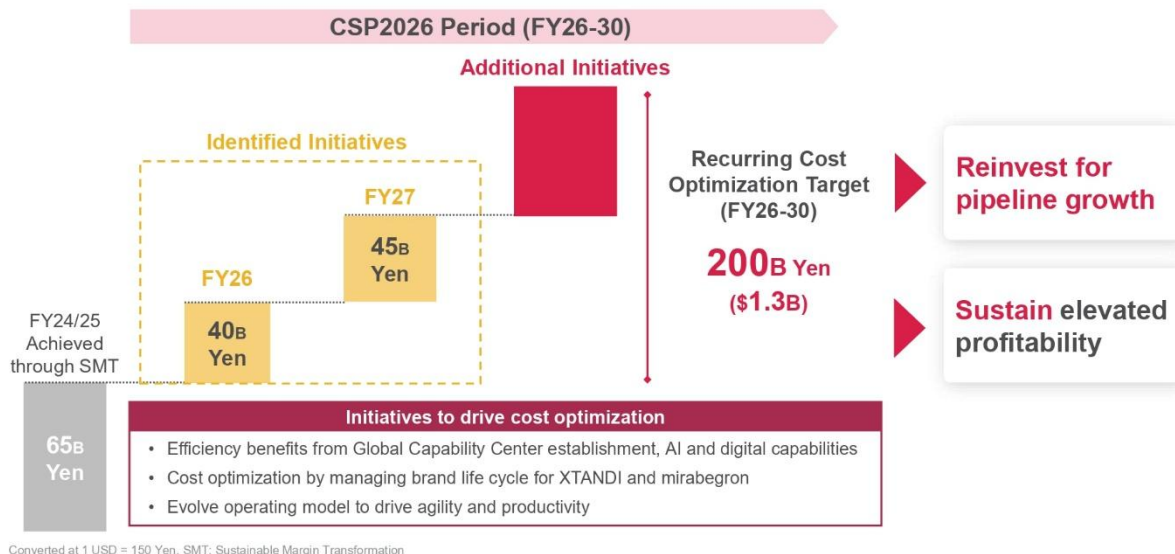 CSP2026 Period (FY26-30)
Additional Initiatives
Identified Initiatives
FY27
45B
Yen
FY26
40B
Yen
FY24/25
Achieved
through SMT
65B
Yen
Recurring Cost
Optimization Target
(FY26-30)
200B Yen
($1.3B)
Reinvest for
pipeline growth
Sustain elevated
profitability
Initiatives to drive cost optimization
• Efficiency benefits from Global Capability Center establishment, AI and digital capabilities
• Cost optimization by managing brand life cycle for XTANDI and mirabegron
• Evolve operating model to drive agility and productivity
Converted at 1 USD = 150 Yen. SMT: Sustainable Margin Transformation